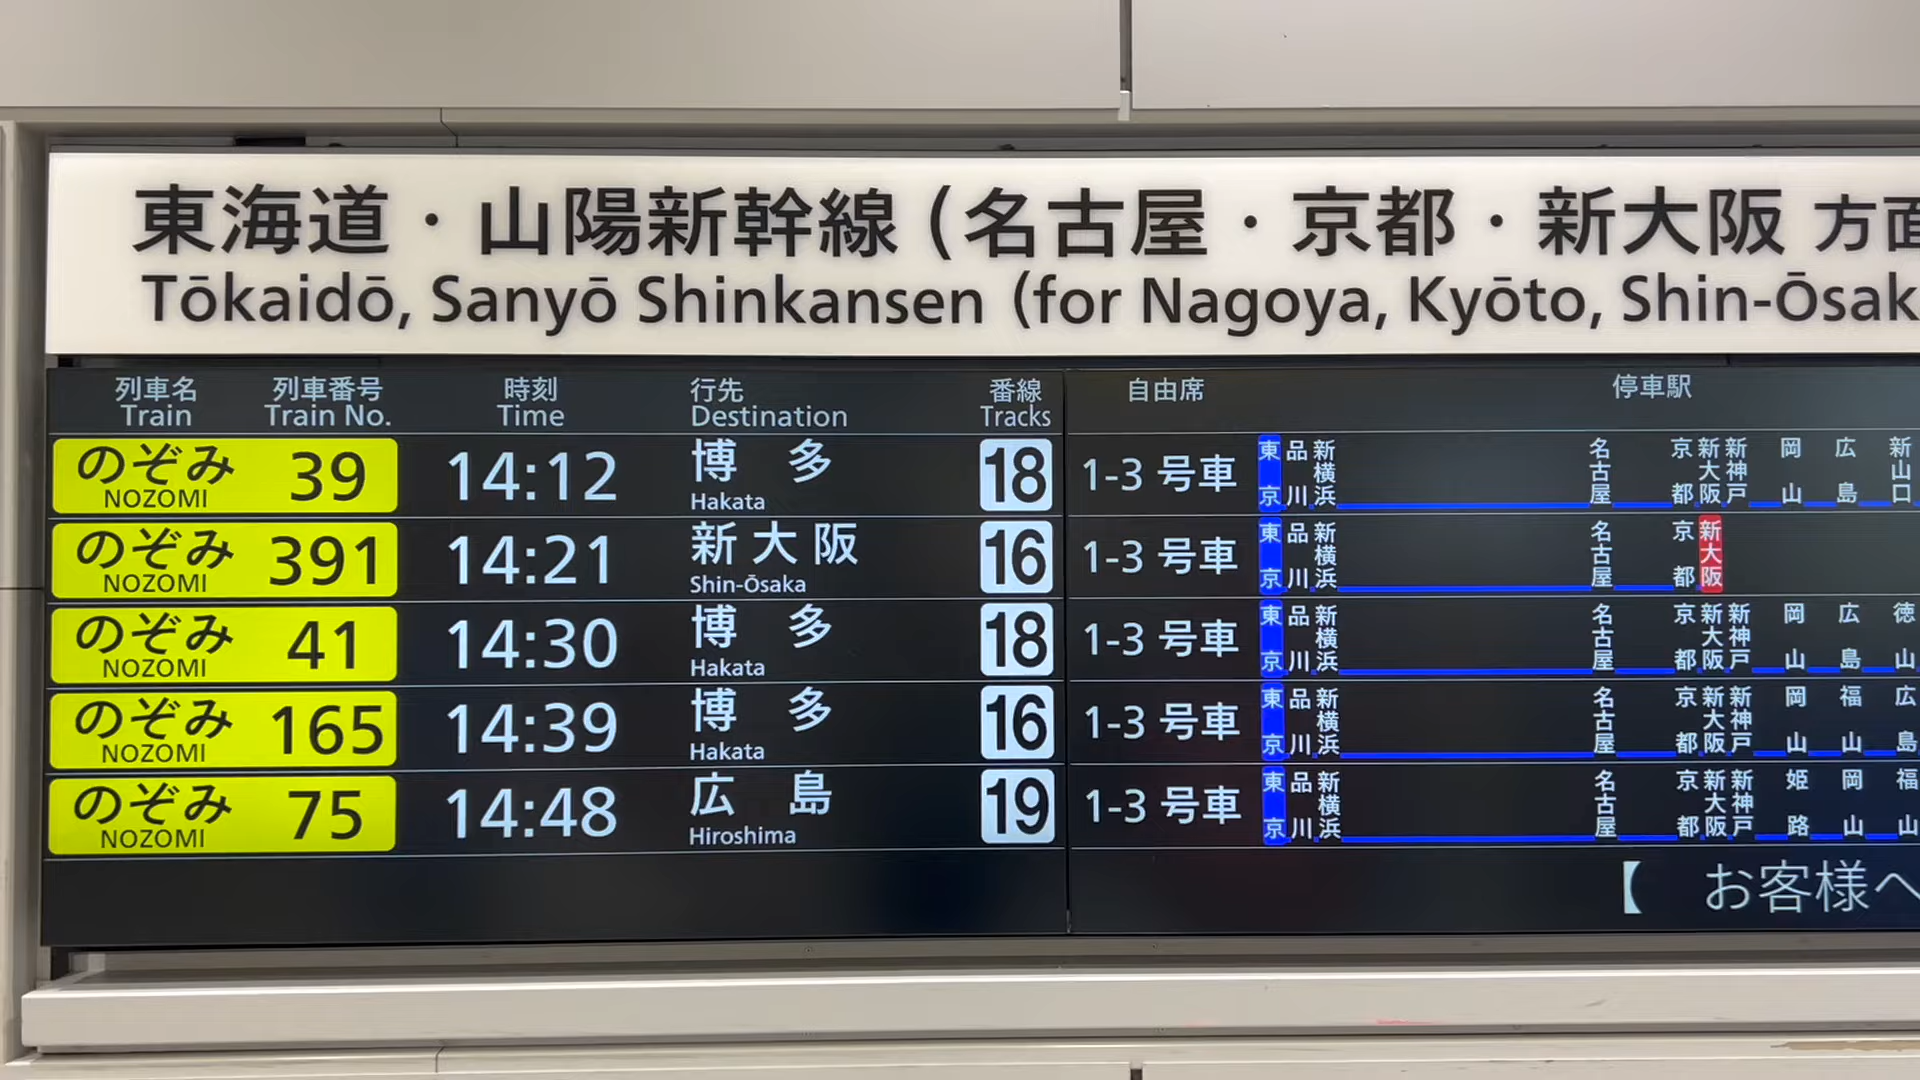 東海道・山陽新幹線(名古屋・京都・新大阪 方面
Tōkaidō, Sanyō Shinkansen (for Nagoya, Kyōto, Shin-Ōsak
列車名 列車番号 時刻 行先 番線 自由席 停車駅
Train Train No. Time Destination Tracks
のぞみ 39 14:12 博多 18 1-3 号車 東京 品川 新横浜 名古屋 京都 新大阪 新神戸 岡山 広島 新山口
NOZOMI Hakata
のぞみ 391 14:21 新大阪 16 1-3 号車 東京 品川 新横浜 名古屋 京都 新大阪
NOZOMI Shin-Ōsaka
のぞみ 41 14:30 博多 18 1-3 号車 東京 品川 新横浜 名古屋 京都 新大阪 新神戸 岡山 広島 徳山
NOZOMI Hakata
のぞみ 165 14:39 博多 16 1-3 号車 東京 品川 新横浜 名古屋 京都 新大阪 新神戸 岡山 福山 広島
NOZOMI Hakata
のぞみ 75 14:48 広島 19 1-3 号車 東京 品川 新横浜 名古屋 京都 新大阪 新神戸 姫路 岡山 福山
NOZOMI Hiroshima
【 お客様へ